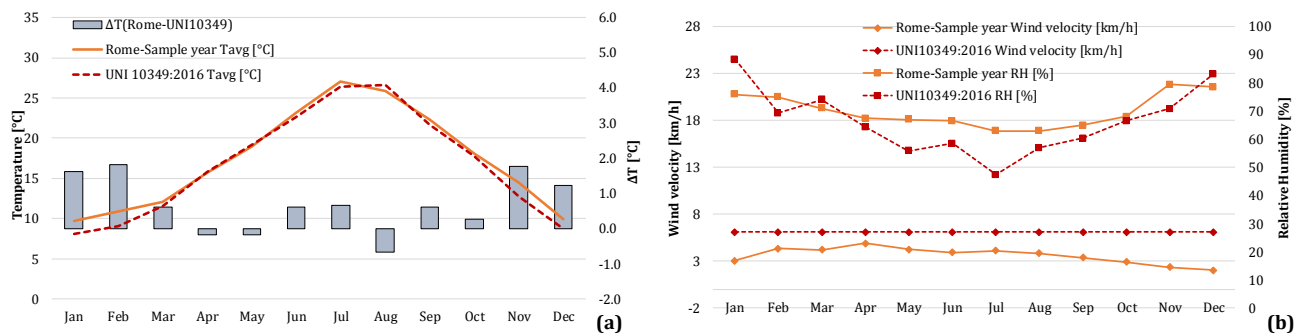 35
30
25
20
15
10
5
0
Temperature [°C]
ΔT(Rome-UNI10349)
Rome-Sample year Tavg [°C]
UNI 10349:2016 Tavg [°C]
6.0
5.0
4.0
3.0
2.0
1.0
0.0
-1.0
-2.0
ΔT [°C]
Jan Feb Mar Apr May Jun Jul Aug Sep Oct Nov Dec
(a)
28
23
18
13
8
3
-2
Wind velocity [km/h]
Rome-Sample year Wind velocity [km/h]
UNI10349:2016 Wind velocity [km/h]
Rome-Sample year RH [%]
UNI10349:2016 RH [%]
100
90
80
70
60
50
40
30
20
10
0
Relative Humidity [%]
Jan Feb Mar Apr May Jun Jul Aug Sep Oct Nov Dec
(b)